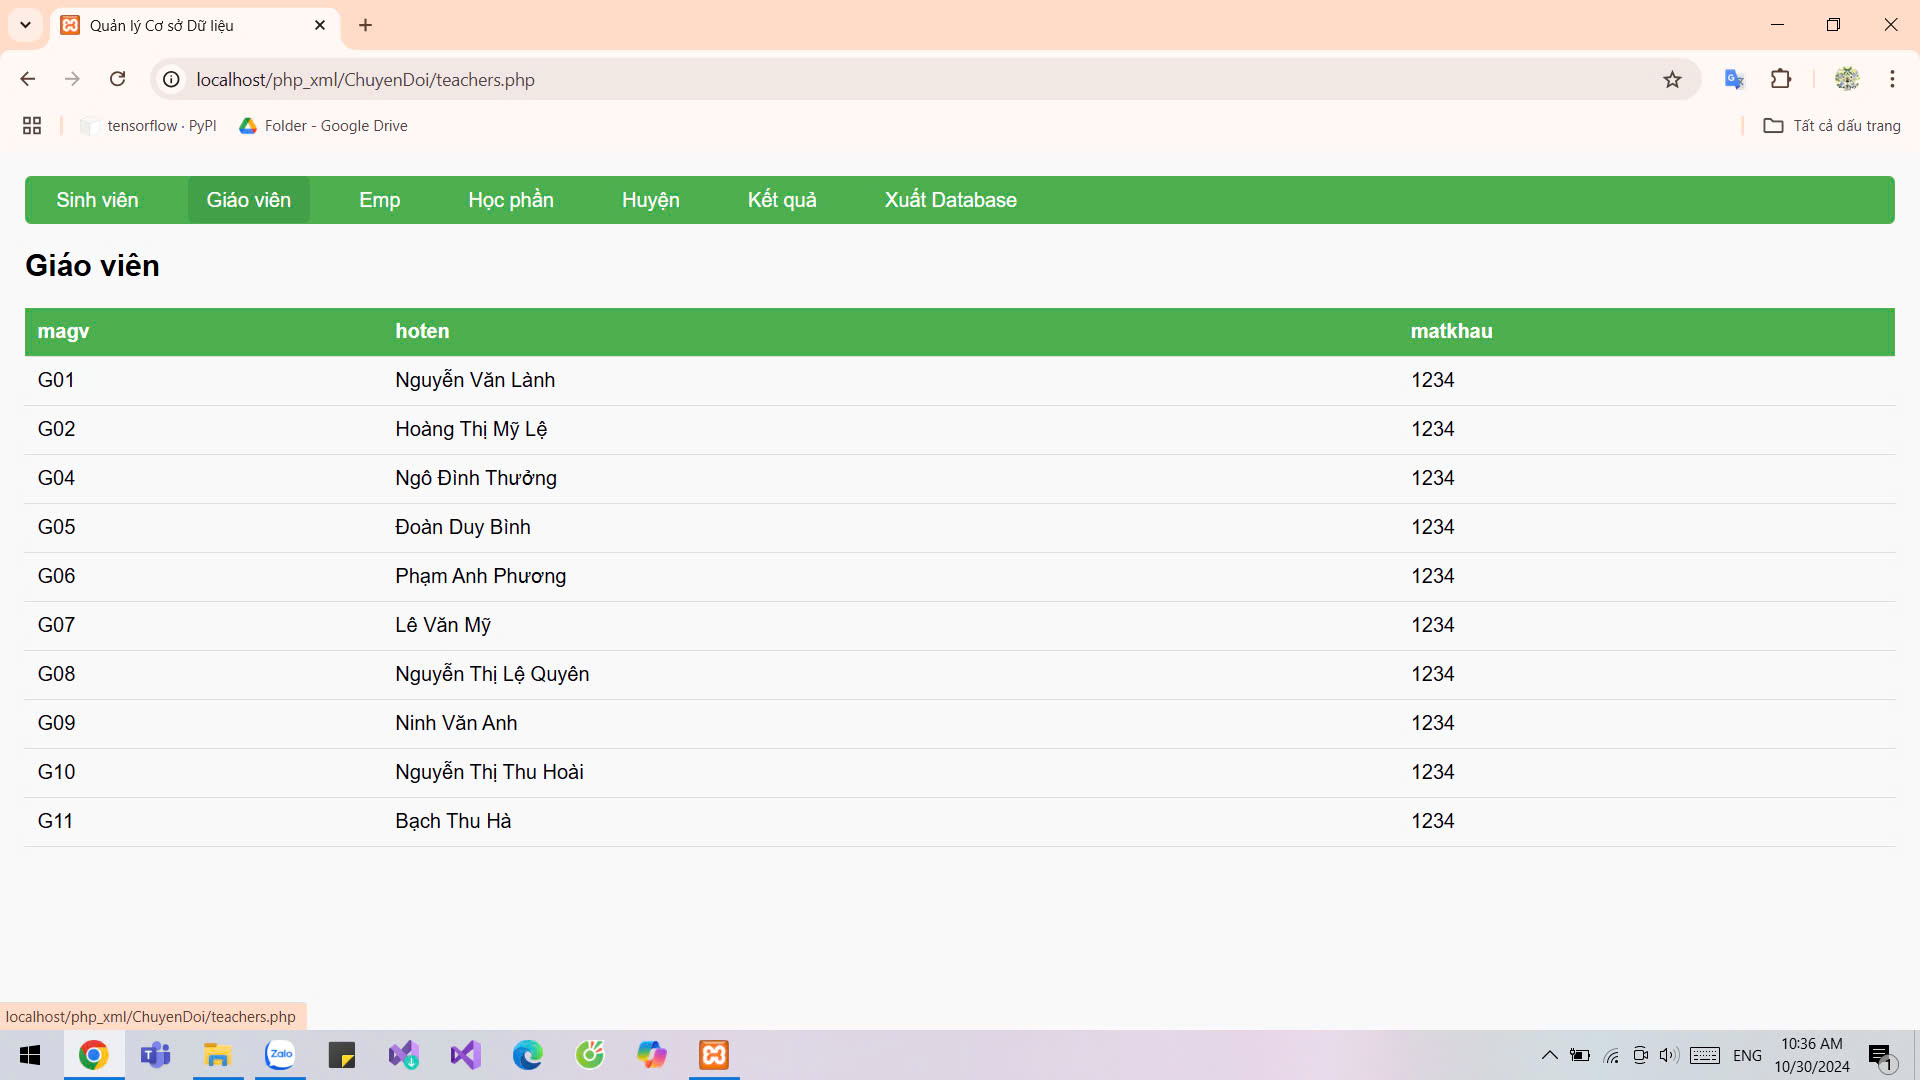 Quản lý Cơ sở Dữ liệu
localhost/php_xml/ChuyenDoi/teachers.php
tensorflow · PyPI Folder - Google Drive Tất cả dấu trang
Sinh viên Giáo viên Emp Học phần Huyện Kết quả Xuất Database
Giáo viên
magv hoten matkhau
G01 Nguyễn Văn Lành 1234
G02 Hoàng Thị Mỹ Lệ 1234
G04 Ngô Đình Thưởng 1234
G05 Đoàn Duy Bình 1234
G06 Phạm Anh Phương 1234
G07 Lê Văn Mỹ 1234
G08 Nguyễn Thị Lệ Quyên 1234
G09 Ninh Văn Anh 1234
G10 Nguyễn Thị Thu Hoài 1234
G11 Bạch Thu Hà 1234
localhost/php_xml/ChuyenDoi/teachers.php
Zalo
ENG
10:36 AM
10/30/2024
1